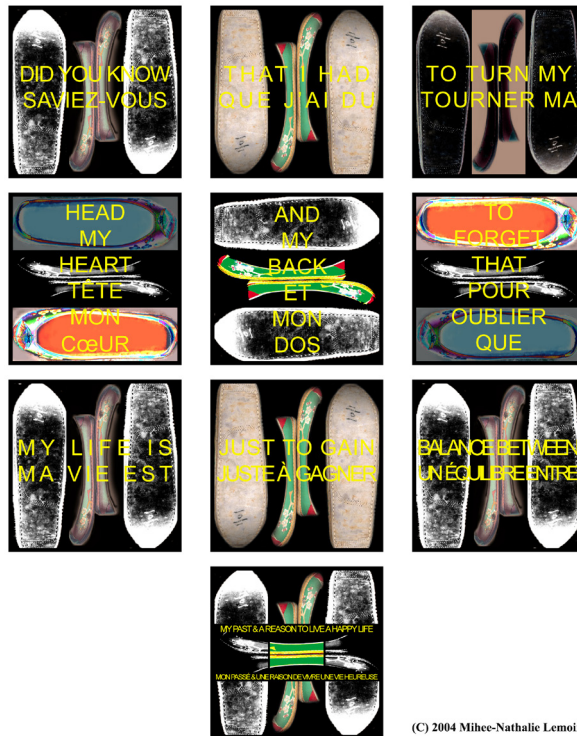 DID YOU KNOW
SAVIEZ-VOUS
THAT I HAD
QUE J'AI DU
TO TURN MY
TOURNER MA
HEAD
MY
HEART
TÊTE
MON
CœUR
AND
MY
BACK
ET
MON
DOS
TO
FORGET
THAT
POUR
OUBLIER
QUE
MY LIFE IS
MA VIE EST
JUST TO GAIN
JUSTE À GAGNER
BALANCE BETWEEN
UN ÉQUILIBRE ENTRE
MY PAST & A REASON TO LIVE A HAPPY LIFE
MON PASSÉ & UNE RAISON DE VIVRE UNE VIE HEUREUSE
(C) 2004 Mihee-Nathalie Lemoi